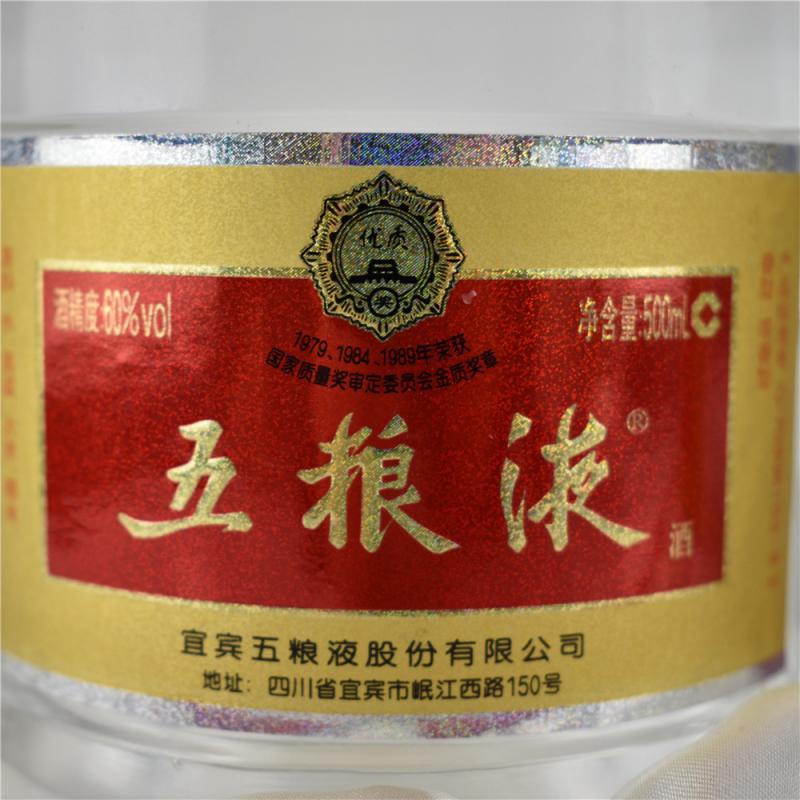 优质
奖
酒精度:60%vol
净含量:500mL
1979、1984、1989年荣获
国家质量奖审定委员会金质奖章
五粮液®
酒
宜宾五粮液股份有限公司
地址:四川省宜宾市岷江西路150号